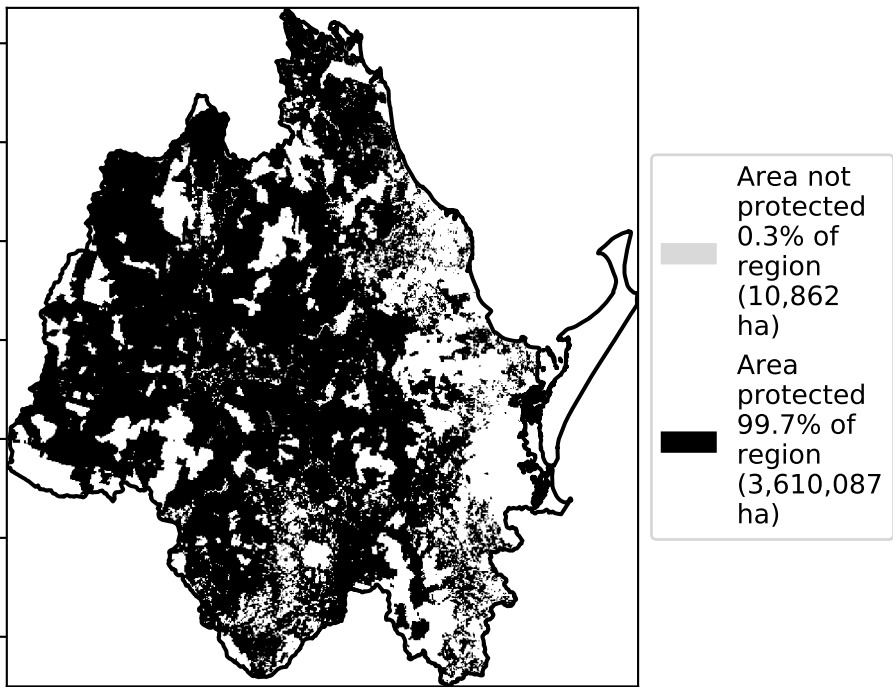 Area not
protected
0.3% of
region
(10,862
ha)
Area
protected
99.7% of
region
(3,610,087
ha)